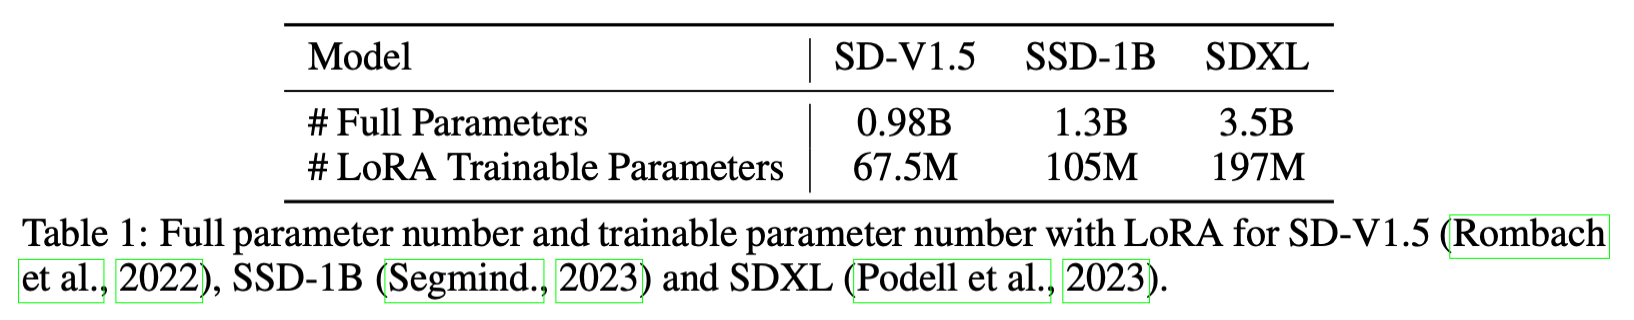 Model SD-V1.5 SSD-1B SDXL
# Full Parameters 0.98B 1.3B 3.5B
# LoRA Trainable Parameters 67.5M 105M 197M
Table 1: Full parameter number and trainable parameter number with LoRA for SD-V1.5 (Rombach
et al., 2022), SSD-1B (Segmind., 2023) and SDXL (Podell et al., 2023).